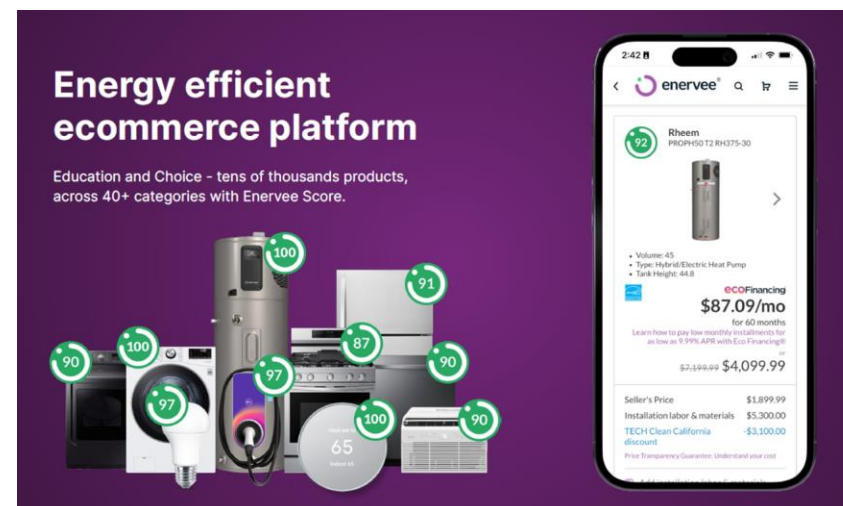 Energy efficient
ecommerce platform
Education and Choice - tens of thousands products,
across 40+ categories with Enervee Score.
100
91
87
90
100
90
97
97
100
90
65
2:42
enervee®
92
Rheem
PROPH50 T2 RH375-30
• Volume: 45
• Type: Hybrid/Electric Heat Pump
• Tank Height: 44.8
ecoFinancing
$87.09/mo
for 60 months
Learn how to pay low monthly installments for
as low as 9.99% APR with Eco Financing®
or
$7,199.99 $4,099.99
Seller's Price $1,899.99
Installation labor & materials $5,300.00
TECH Clean California -$3,100.00
discount
Price Transparency Guarantee: Understand your cost
Add installation labor &